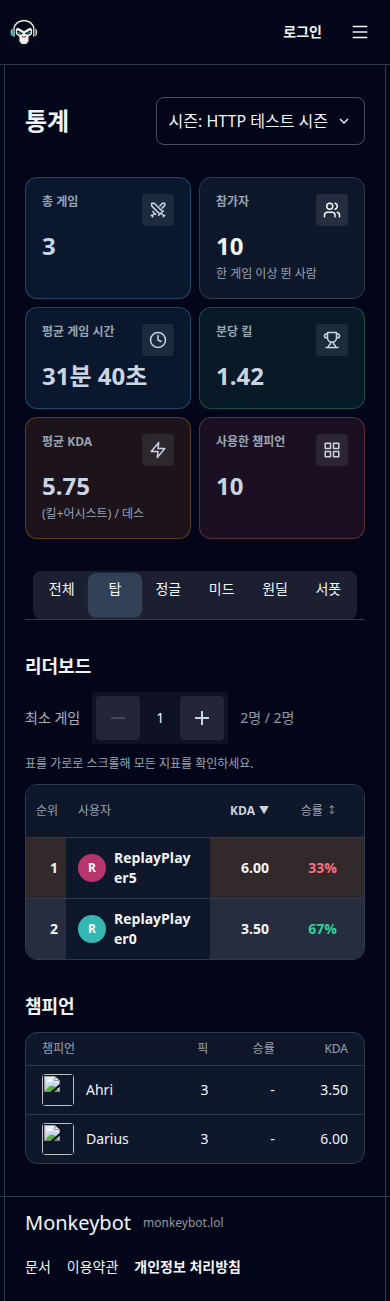 로그인
통계
시즌: HTTP 테스트 시즌
총 게임
3
참가자
10
한 게임 이상 뛴 사람
평균 게임 시간
31분 40초
분당 킬
1.42
평균 KDA
5.75
(킬+어시스트) / 데스
사용한 챔피언
10
전체 탑 정글 미드 원딜 서폿
리더보드
최소 게임 − 1 + 2명 / 2명
표를 가로로 스크롤해 모든 지표를 확인하세요.
순위 사용자 KDA ▼ 승률 ↕
1 R ReplayPlay
er5 6.00 33%
2 R ReplayPlay
er0 3.50 67%
챔피언
챔피언 픽 승률 KDA
Ahri 3 - 3.50
Darius 3 - 6.00
Monkeybot monkeybot.lol
문서 이용약관 개인정보 처리방침